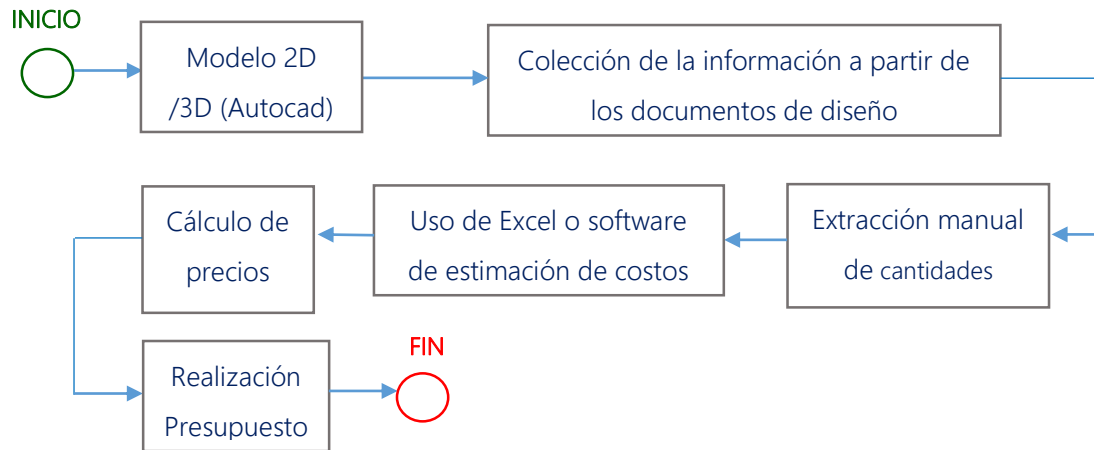 INICIO
Modelo 2D
/3D (Autocad)
Colección de la información a partir de
los documentos de diseño
Extracción manual
de cantidades
Uso de Excel o software
de estimación de costos
Cálculo de
precios
Realización
Presupuesto
FIN